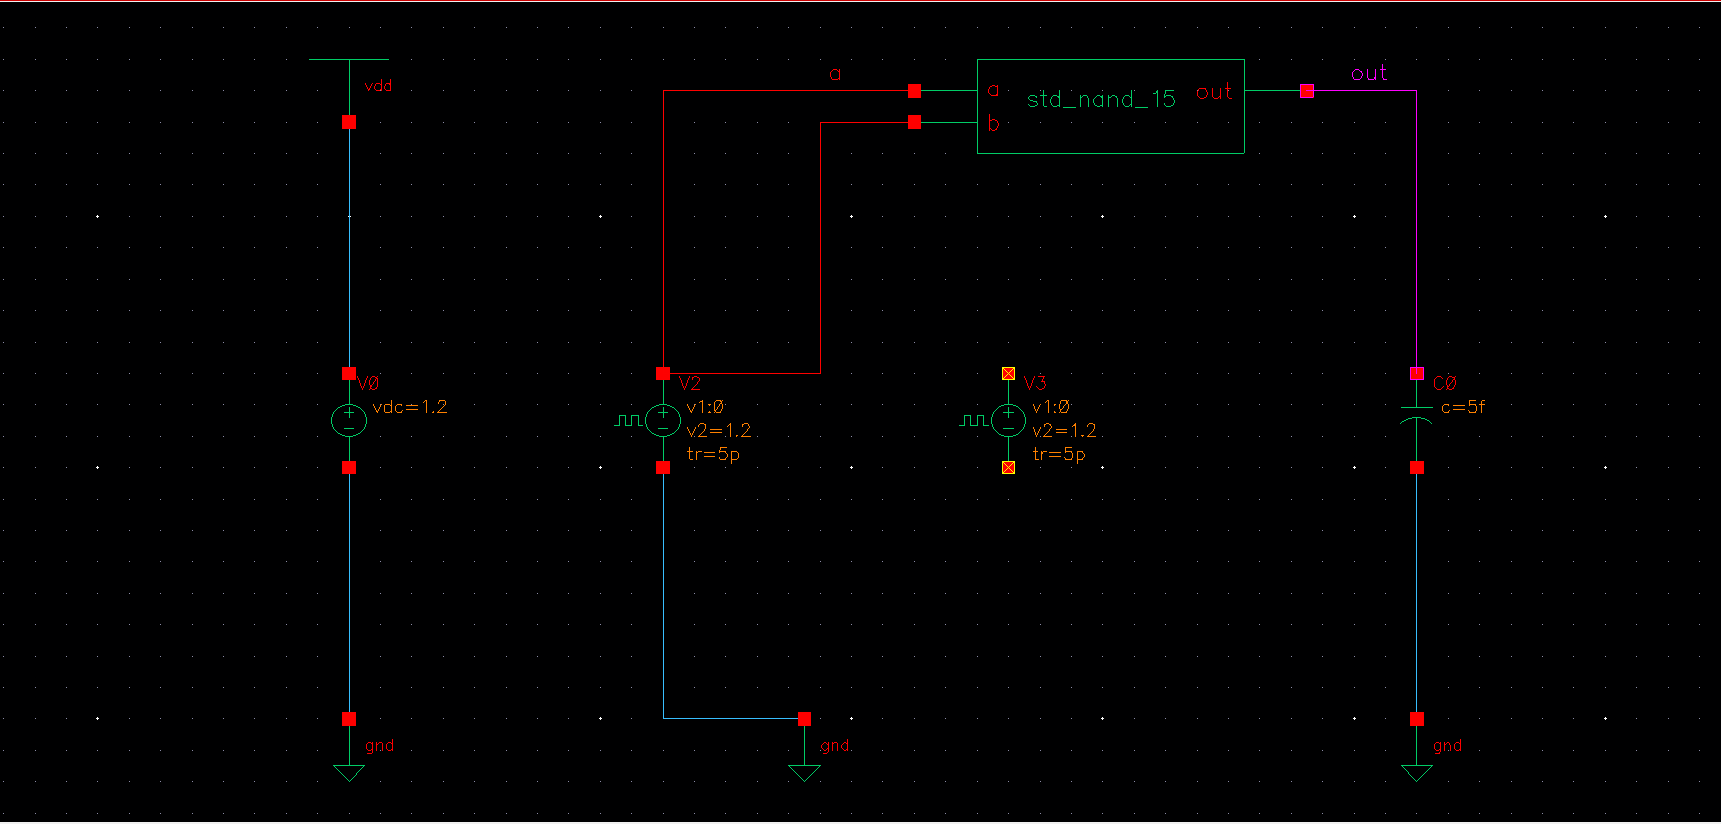 vdd
a
out
a
std_nand_15
out
b
V0
vdc=1.2
V2
v1:0
v2=1.2
tr=5p
V3
v1:0
v2=1.2
tr=5p
C0
c=5f
gnd
gnd
gnd